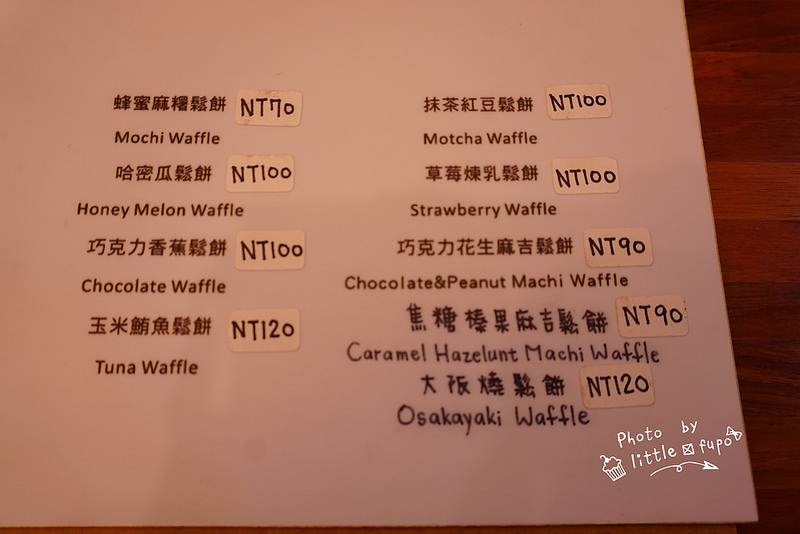 蜂蜜麻糬鬆餅 NT70
Mochi Waffle
哈密瓜鬆餅 NT100
Honey Melon Waffle
巧克力香蕉鬆餅 NT100
Chocolate Waffle
玉米鮪魚鬆餅 NT120
Tuna Waffle
抹茶紅豆鬆餅 NT100
Motcha Waffle
草莓煉乳鬆餅 NT100
Strawberry Waffle
巧克力花生麻吉鬆餅 NT90
Chocolate&Peanut Machi Waffle
焦糖榛果麻吉鬆餅 NT90
Caramel Hazelunt Machi Waffle
大阪燒鬆餅 NT120
Osakayaki Waffle
Photo by
little fupo